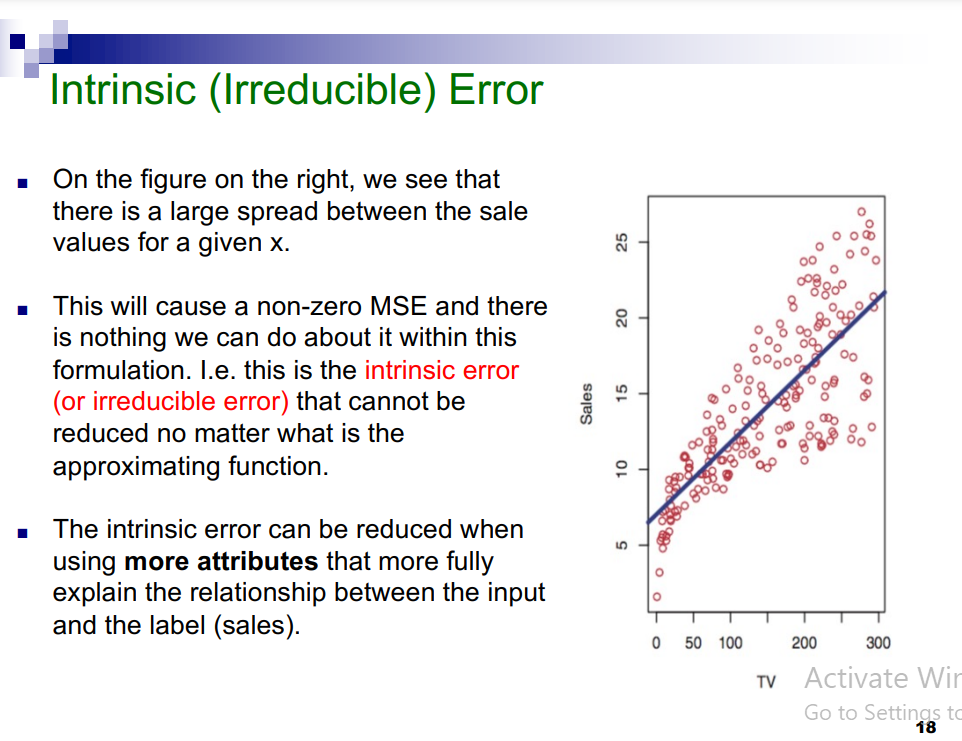 Intrinsic (Irreducible) Error
On the figure on the right, we see that
there is a large spread between the sale
values for a given x.
This will cause a non-zero MSE and there
is nothing we can do about it within this
formulation. I.e. this is the intrinsic error
(or irreducible error) that cannot be
reduced no matter what is the
approximating function.
The intrinsic error can be reduced when
using more attributes that more fully
explain the relationship between the input
and the label (sales).
Sales
25
20
15
10
5
0 50 100 200 300
TV
Activate Win
Go to Settings to
18